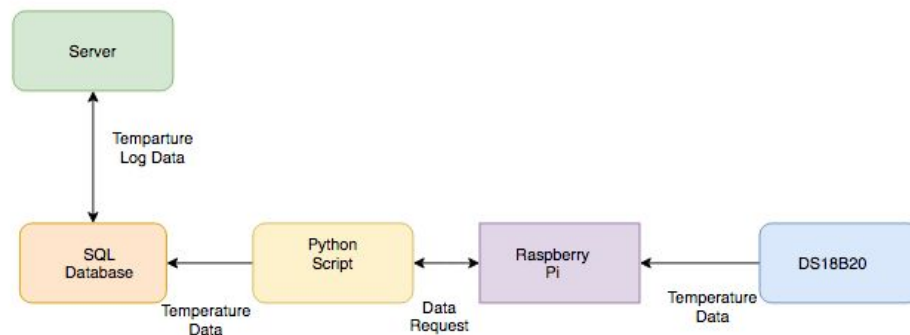 Server
Temparture
Log Data
SQL
Database
Python
Script
Raspberry
Pi
DS18B20
Temperature
Data
Data
Request
Temperature
Data